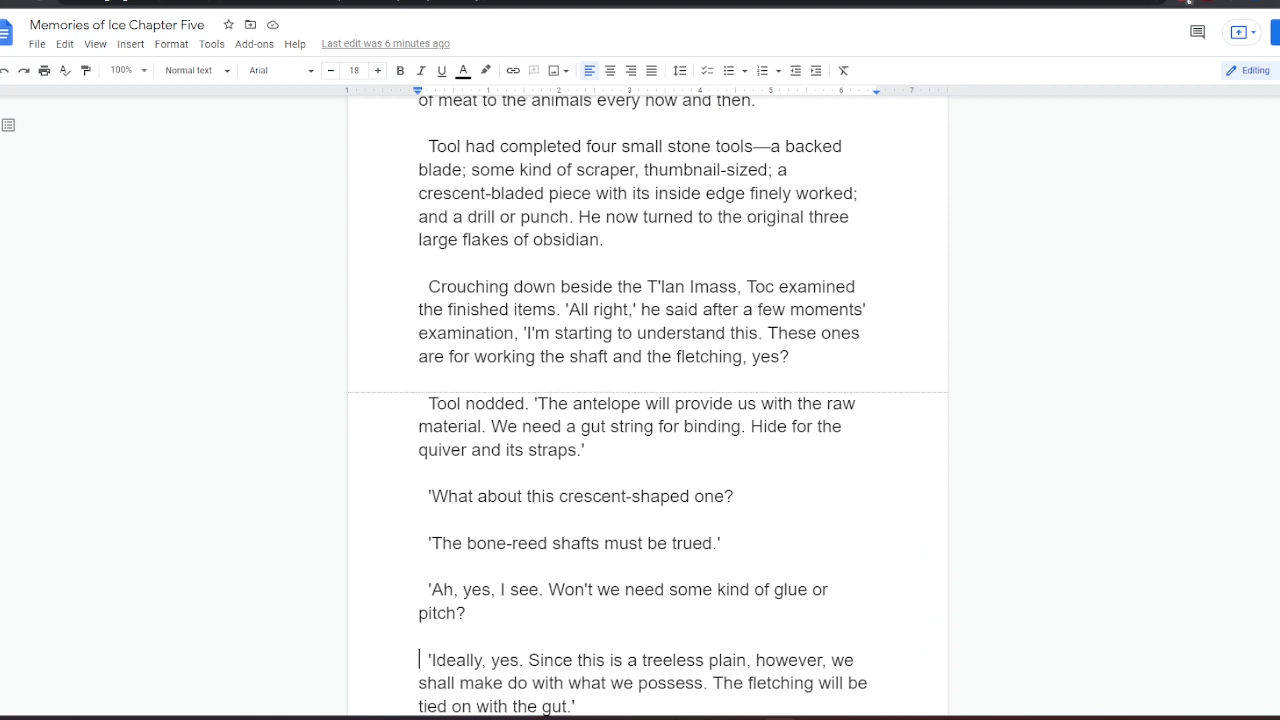 Memories of Ice Chapter Five
File Edit View Insert Format Tools Add-ons Help Last edit was 6 minutes ago
100% Normal text Arial 18 B I U A Editing
1 1 2 3 4 5 6 7
of meat to the animals every now and then.
Tool had completed four small stone tools—a backed
blade; some kind of scraper, thumbnail-sized; a
crescent-bladed piece with its inside edge finely worked;
and a drill or punch. He now turned to the original three
large flakes of obsidian.
Crouching down beside the T'lan Imass, Toc examined
the finished items. 'All right,' he said after a few moments'
examination, 'I'm starting to understand this. These ones
are for working the shaft and the fletching, yes?
Tool nodded. 'The antelope will provide us with the raw
material. We need a gut string for binding. Hide for the
quiver and its straps.'
'What about this crescent-shaped one?
'The bone-reed shafts must be trued.'
'Ah, yes, I see. Won't we need some kind of glue or
pitch?
'Ideally, yes. Since this is a treeless plain, however, we
shall make do with what we possess. The fletching will be
tied on with the gut.'